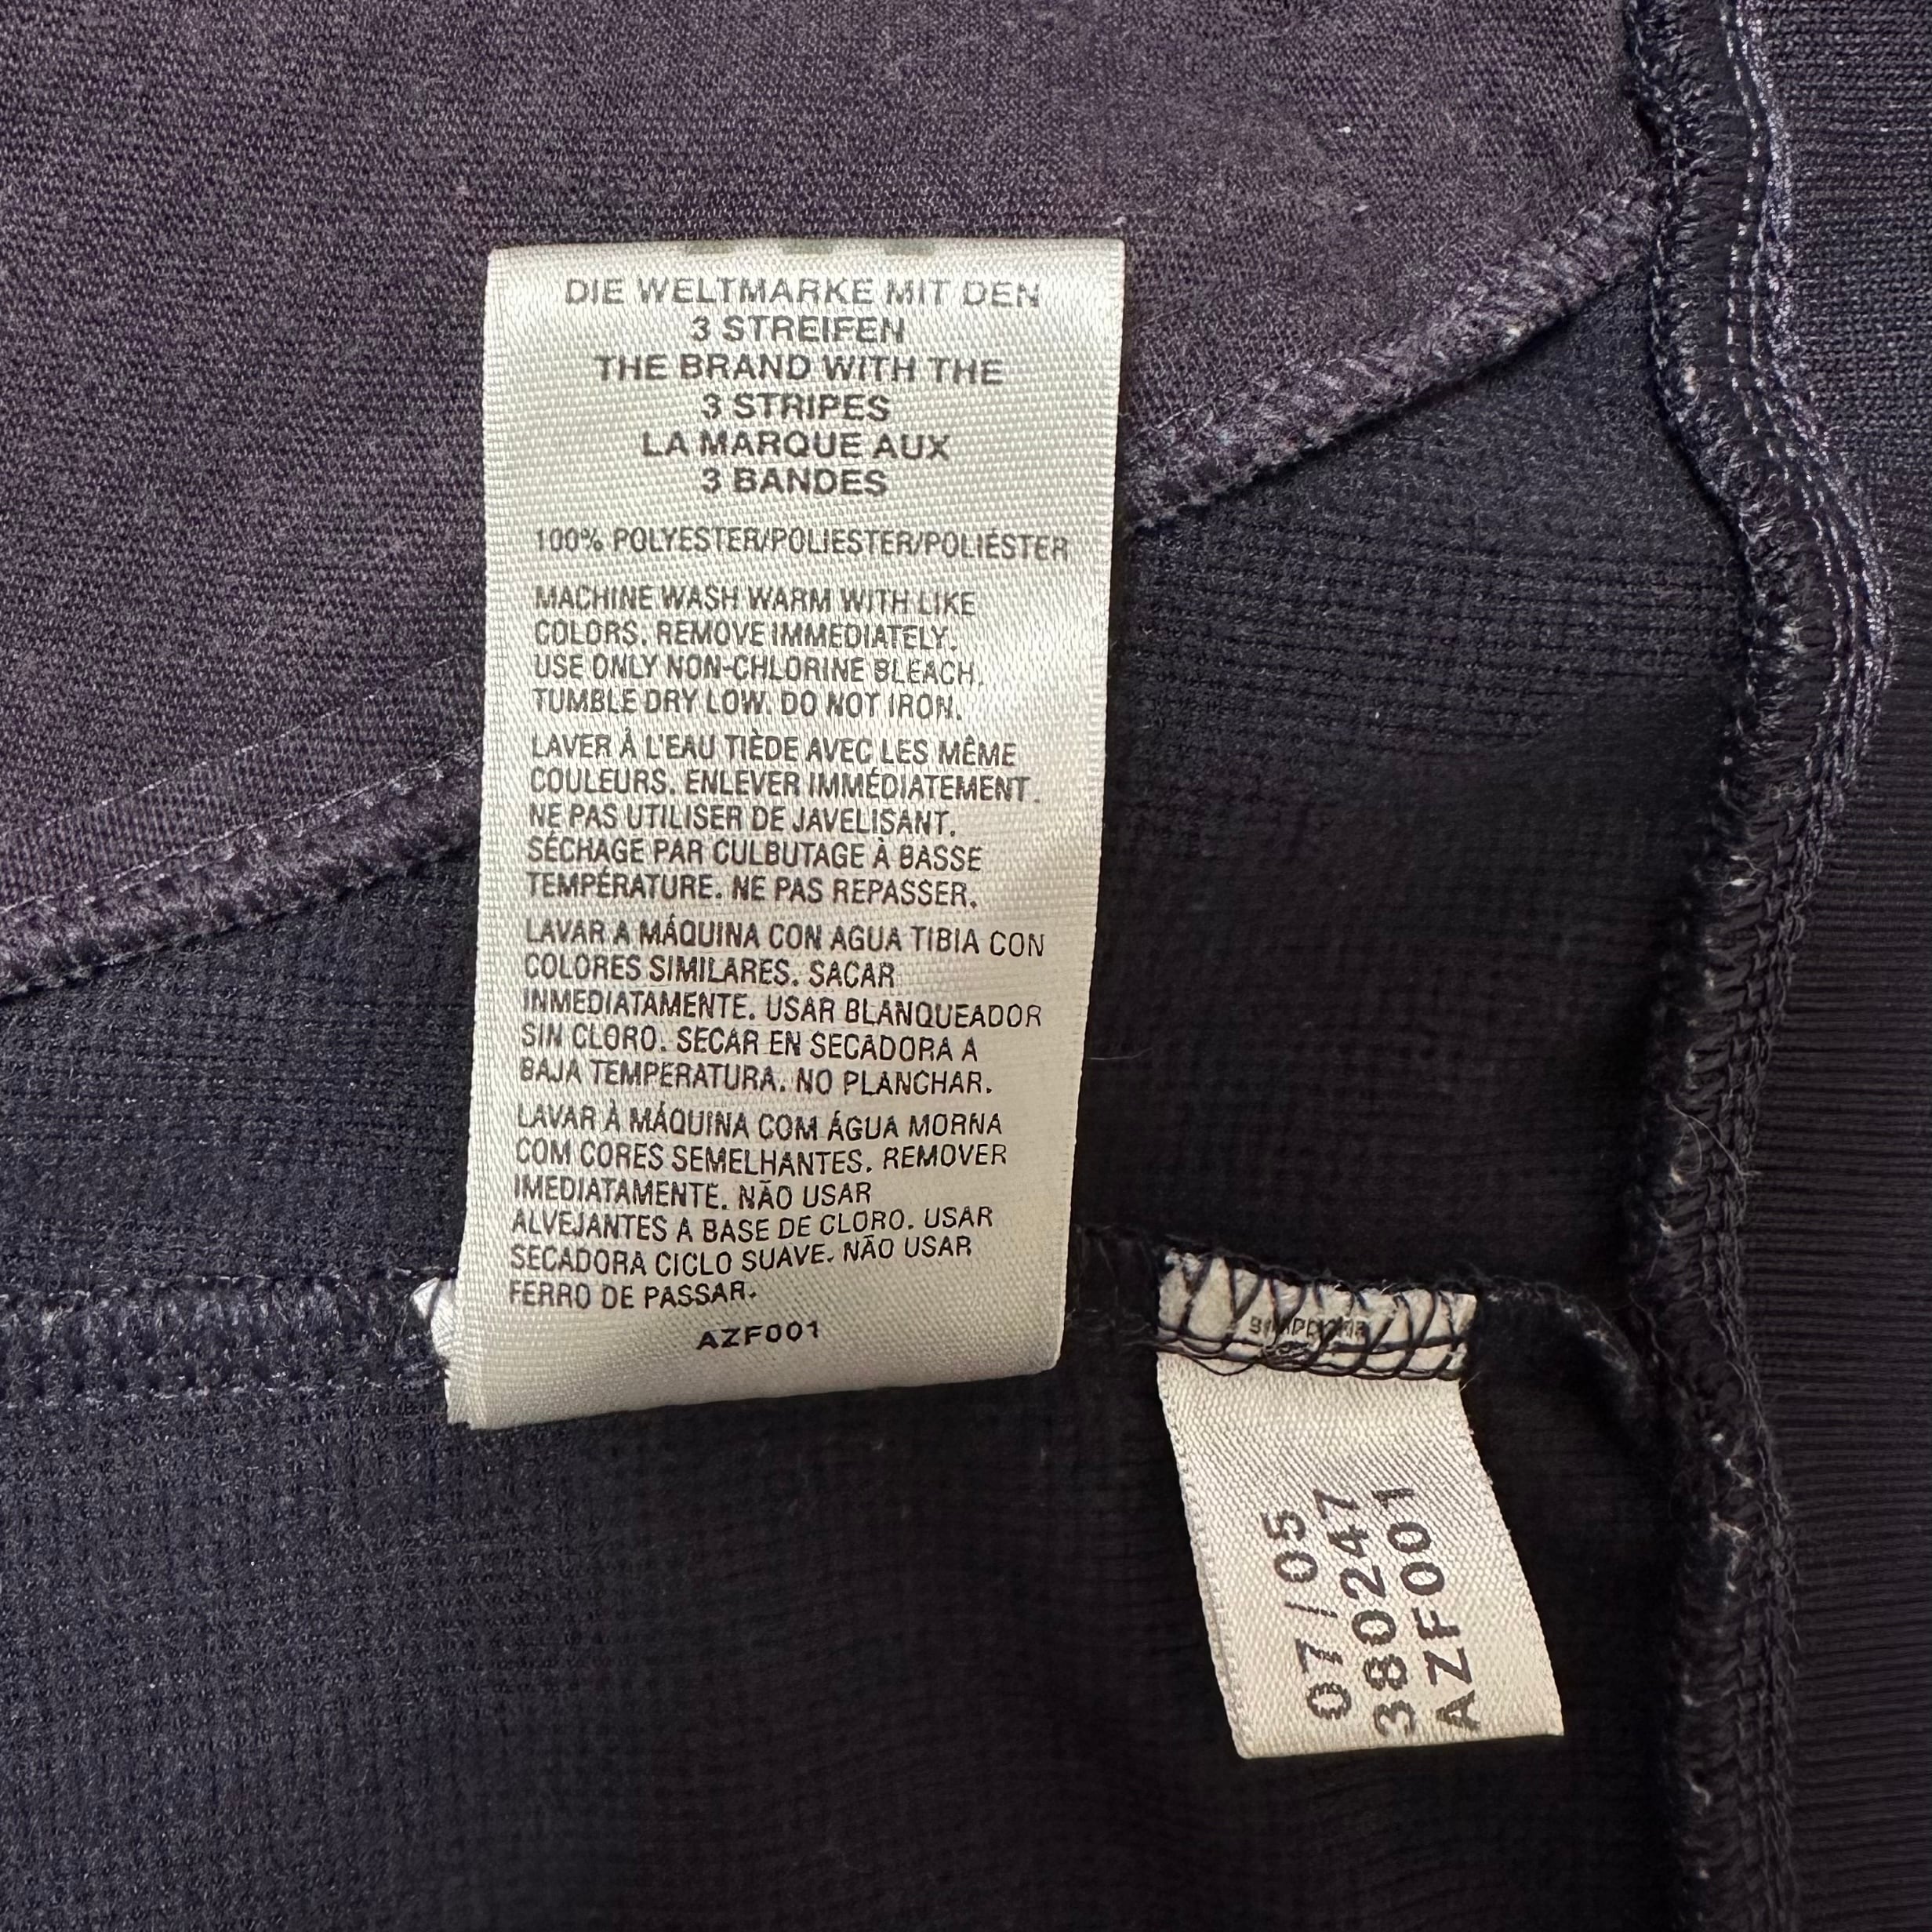 DIE WELTMARKE MIT DEN
3 STREIFEN
THE BRAND WITH THE
3 STRIPES
LA MARQUE AUX
3 BANDES
100% POLYESTER/POLIESTER/POLIÉSTER
MACHINE WASH WARM WITH LIKE
COLORS. REMOVE IMMEDIATELY.
USE ONLY NON-CHLORINE BLEACH.
TUMBLE DRY LOW. DO NOT IRON.
LAVER À L'EAU TIÈDE AVEC LES MÊME
COULEURS. ENLEVER IMMÉDIATEMENT.
NE PAS UTILISER DE JAVELISANT.
SÉCHAGE PAR CULBUTAGE À BASSE
TEMPÉRATURE. NE PAS REPASSER.
LAVAR A MÁQUINA CON AGUA TIBIA CON
COLORES SIMILARES. SACAR
INMEDIATAMENTE. USAR BLANQUEADOR
SIN CLORO. SECAR EN SECADORA A
BAJA TEMPERATURA. NO PLANCHAR.
LAVAR À MÁQUINA COM ÁGUA MORNA
COM CORES SEMELHANTES. REMOVER
IMEDIATAMENTE. NÃO USAR
ALVEJANTES A BASE DE CLORO. USAR
SECADORA CICLO SUAVE. NÃO USAR
FERRO DE PASSAR.
AZF001
07/05
380247
AZF001